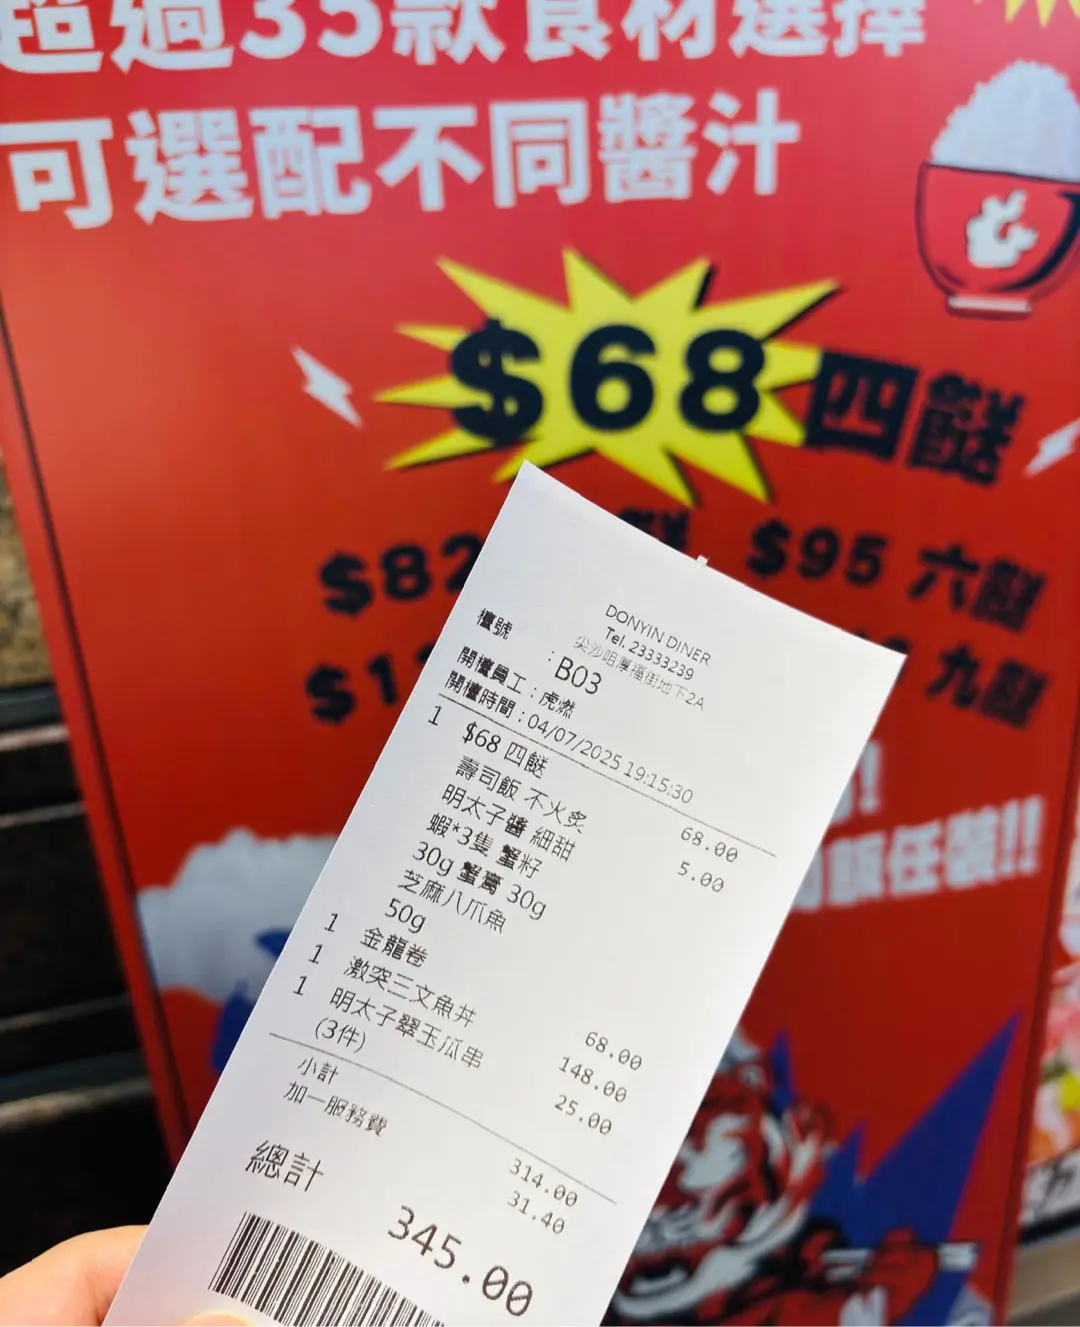 超過35款食材選擇
可選配不同醬汁
$68 四餸
$82
$95 六餸
$1
九餸
飯任裝!!
DONYIN DINER
Tel. 23333239
尖沙咀厚福街地下2A
檯號 : B03
開檯員工 : 虎燃
開檯時間 : 04/07/2025 19:15:30
1 $68 四餸 68.00
壽司飯 不火炙
明太子醬 細甜 5.00
蝦*3隻 蟹籽
30g 蟹膏 30g
芝麻八爪魚
50g
1 金龍卷 68.00
1 激突三文魚丼 148.00
1 明太子翠玉瓜串 25.00
(3件)
小計 314.00
加一服務費 31.40
總計 345.00